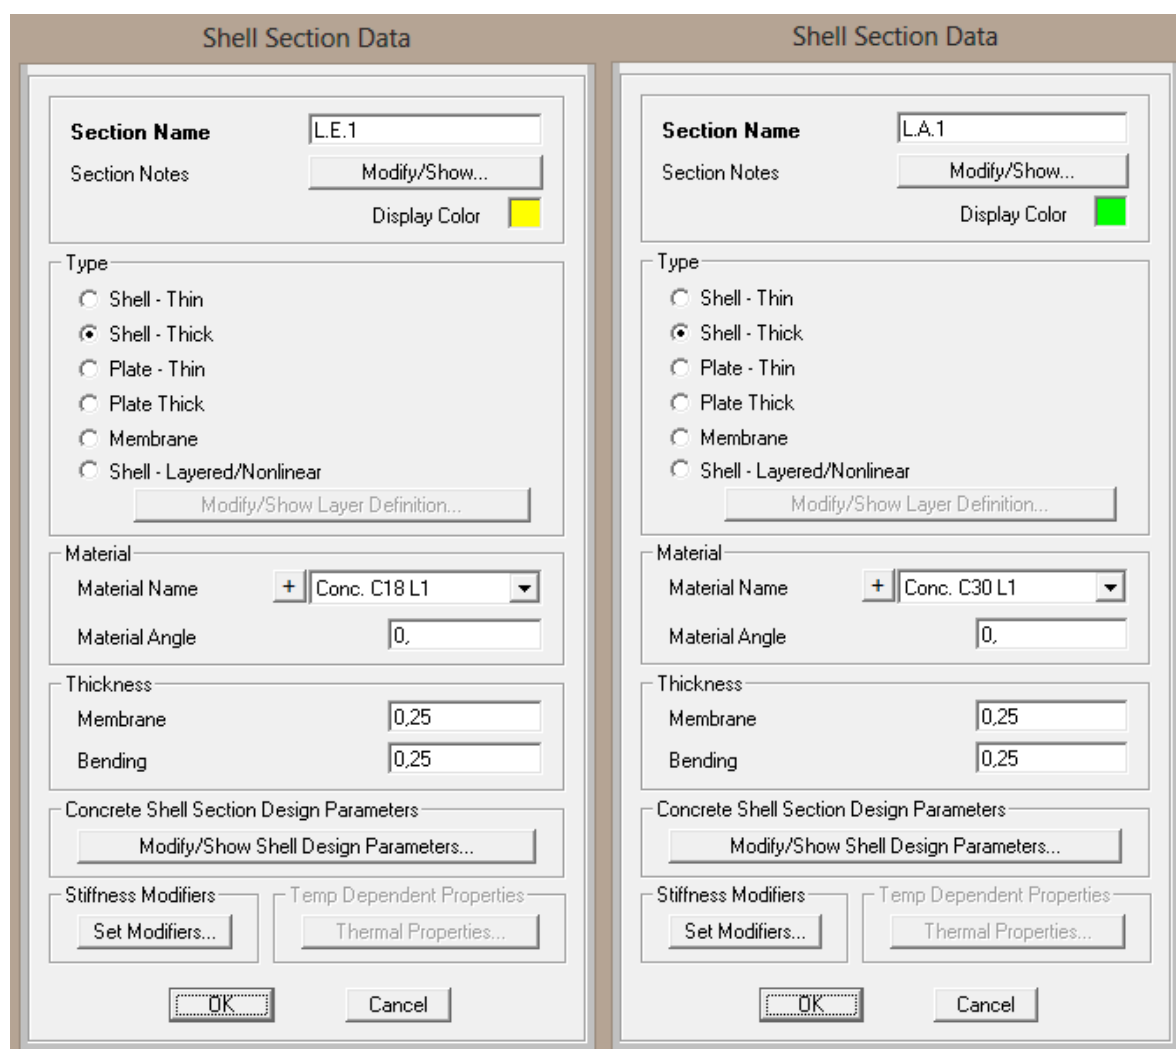 Shell Section Data
Section Name L.E.1
Section Notes Modify/Show...
Display Color
Type
Shell - Thin
Shell - Thick
Plate - Thin
Plate Thick
Membrane
Shell - Layered/Nonlinear
Modify/Show Layer Definition...
Material
Material Name + Conc. C18 L1
Material Angle 0,
Thickness
Membrane 0,25
Bending 0,25
Concrete Shell Section Design Parameters
Modify/Show Shell Design Parameters...
Stiffness Modifiers Temp Dependent Properties
Set Modifiers... Thermal Properties...
OK Cancel
Shell Section Data
Section Name L.A.1
Section Notes Modify/Show...
Display Color
Type
Shell - Thin
Shell - Thick
Plate - Thin
Plate Thick
Membrane
Shell - Layered/Nonlinear
Modify/Show Layer Definition...
Material
Material Name + Conc. C30 L1
Material Angle 0,
Thickness
Membrane 0,25
Bending 0,25
Concrete Shell Section Design Parameters
Modify/Show Shell Design Parameters...
Stiffness Modifiers Temp Dependent Properties
Set Modifiers... Thermal Properties...
OK Cancel